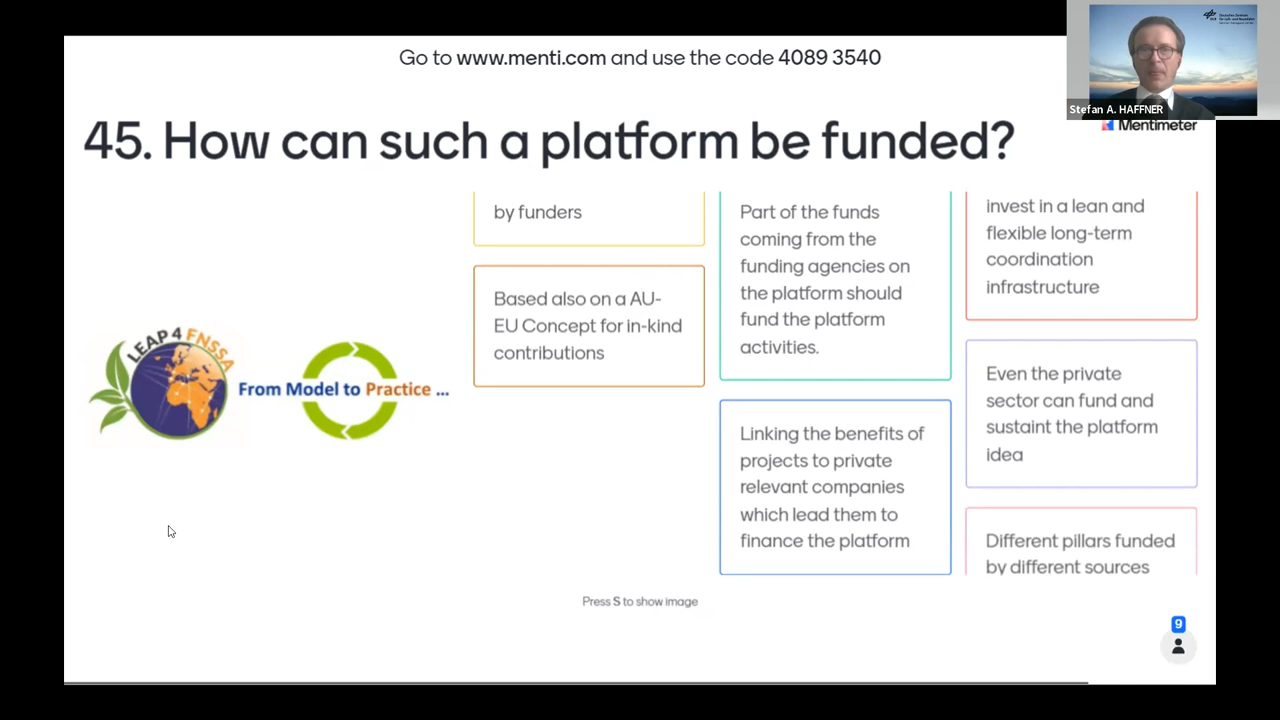 Go to www.menti.com and use the code 4089 3540
Stefan A. HAFFNER
Mentimeter
45. How can such a platform be funded?
LEAP 4 FNSSA
From Model to Practice ...
by funders
Based also on a AU-
EU Concept for in-kind
contributions
Part of the funds
coming from the
funding agencies on
the platform should
fund the platform
activities.
Linking the benefits of
projects to private
relevant companies
which lead them to
finance the platform
invest in a lean and
flexible long-term
coordination
infrastructure
Even the private
sector can fund and
sustaint the platform
idea
Different pillars funded
by different sources
Press S to show image
9